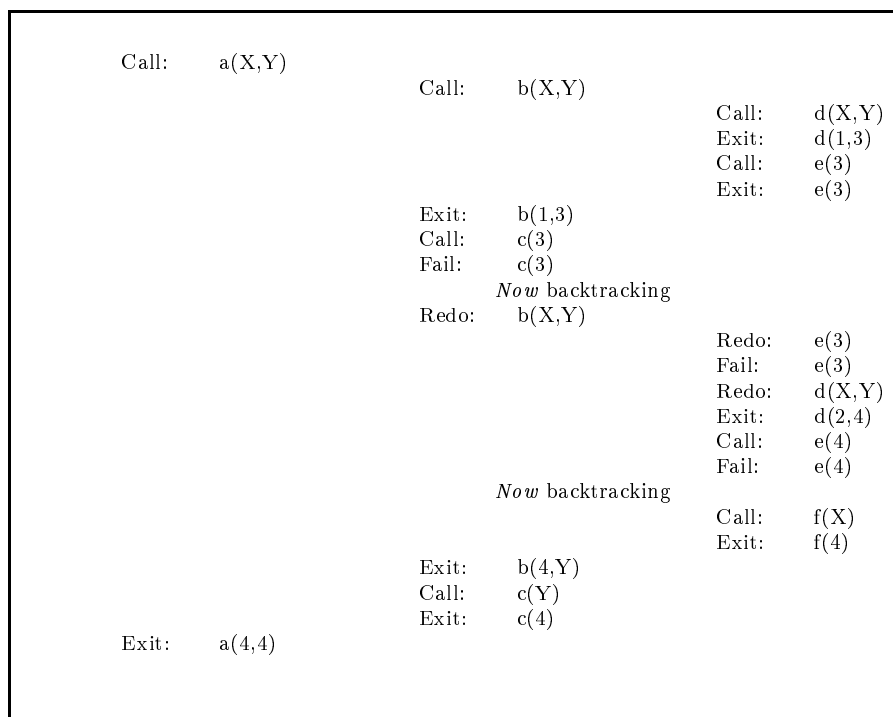 Call: a(X,Y)
Call: b(X,Y)
Call: d(X,Y)
Exit: d(1,3)
Call: e(3)
Exit: e(3)
Exit: b(1,3)
Call: c(3)
Fail: c(3)
Now backtracking
Redo: b(X,Y)
Redo: e(3)
Fail: e(3)
Redo: d(X,Y)
Exit: d(2,4)
Call: e(4)
Fail: e(4)
Now backtracking
Call: f(X)
Exit: f(4)
Exit: b(4,Y)
Call: c(Y)
Exit: c(4)
Exit: a(4,4)